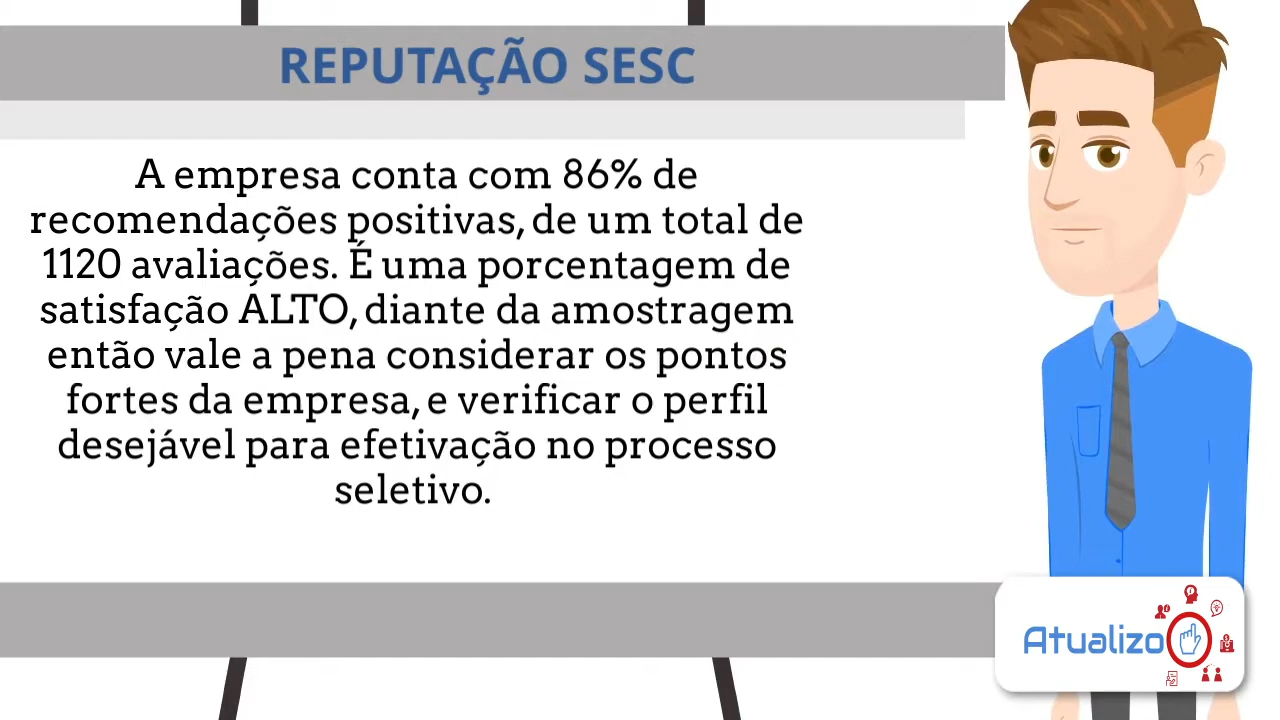 REPUTAÇÃO SESC
A empresa conta com 86% de
recomendações positivas, de um total de
1120 avaliações. É uma porcentagem de
satisfação ALTO, diante da amostragem
então vale a pena considerar os pontos
fortes da empresa, e verificar o perfil
desejável para efetivação no processo
seletivo.
Atualizo